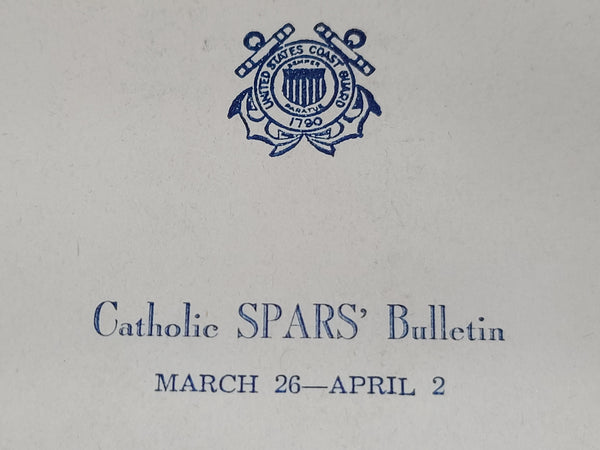 UNITED STATES COAST GUARD
SEMPER
PARATUS
1790
Catholic SPARS' Bulletin
MARCH 26—APRIL 2